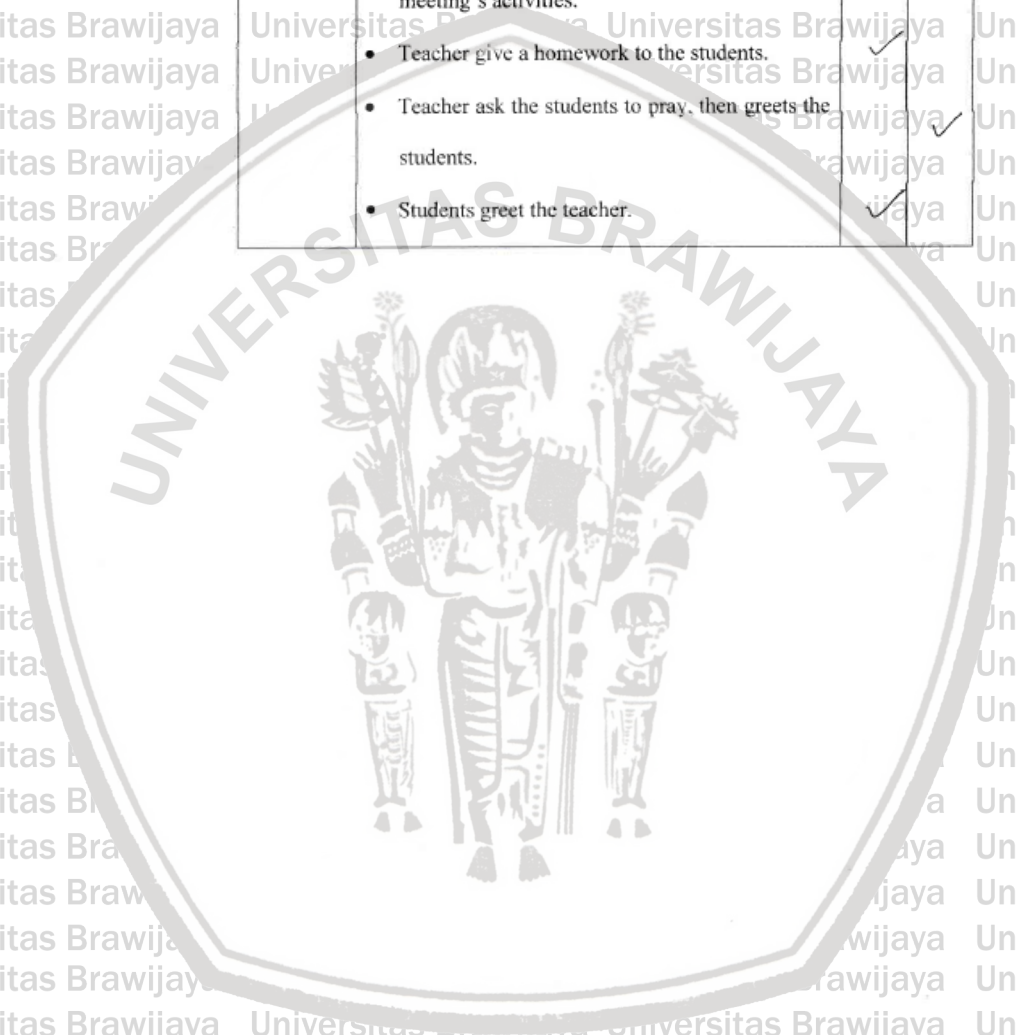 meeting's activities.
• Teacher give a homework to the students.
• Teacher ask the students to pray, then greets the
students.
• Students greet the teacher.
UNIVERSITAS BRAWIJAYA